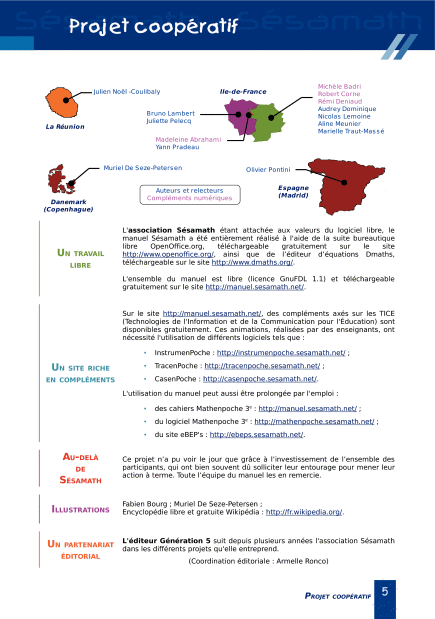 Sésamath Sésamath
Projet coopératif
Julien Noël -Coulibaly
La Réunion
Ile-de-France
Bruno Lambert
Juliette Pelecq
Madeleine Abrahami
Yann Pradeau
Michèle Badri
Robert Corne
Rémi Deniaud
Audrey Dominique
Nicolas Lemoine
Aline Meunier
Marielle Traut-Massé
Muriel De Seze-Petersen
Danemark
(Copenhague)
Auteurs et relecteurs
Compléments numériques
Olivier Pontini
Espagne
(Madrid)
UN TRAVAIL
LIBRE
L'association Sésamath étant attachée aux valeurs du logiciel libre, le
manuel Sésamath a été entièrement réalisé à l'aide de la suite bureautique
libre OpenOffice.org, téléchargeable gratuitement sur le site
http://www.openoffice.org/, ainsi que de l'éditeur d'équations Dmaths,
téléchargeable sur le site http://www.dmaths.org/.
L'ensemble du manuel est libre (licence GnuFDL 1.1) et téléchargeable
gratuitement sur le site http://manuel.sesamath.net/.
UN SITE RICHE
EN COMPLÉMENTS
Sur le site http://manuel.sesamath.net/, des compléments axés sur les TICE
(Technologies de l'Information et de la Communication pour l'Éducation) sont
disponibles gratuitement. Ces animations, réalisées par des enseignants, ont
nécessité l'utilisation de différents logiciels tels que :
• InstrumenPoche : http://instrumenpoche.sesamath.net/ ;
• TracenPoche : http://tracenpoche.sesamath.net/ ;
• CasenPoche : http://casenpoche.sesamath.net/.
L'utilisation du manuel peut aussi être prolongée par l'emploi :
• des cahiers Mathenpoche 3e : http://manuel.sesamath.net/ ;
• du logiciel Mathenpoche 3e : http://mathenpoche.sesamath.net/ ;
• du site eBEP's : http://ebeps.sesamath.net/.
AU-DELÀ
DE
SÉSAMATH
Ce projet n'a pu voir le jour que grâce à l'investissement de l'ensemble des
participants, qui ont bien souvent dû solliciter leur entourage pour mener leur
action à terme. Toute l'équipe du manuel les en remercie.
ILLUSTRATIONS
Fabien Bourg ; Muriel De Seze-Petersen ;
Encyclopédie libre et gratuite Wikipédia : http://fr.wikipedia.org/.
UN PARTENARIAT
ÉDITORIAL
L'éditeur Génération 5 suit depuis plusieurs années l'association Sésamath
dans les différents projets qu'elle entreprend.
(Coordination éditoriale : Armelle Ronco)
PROJET COOPÉRATIF 5